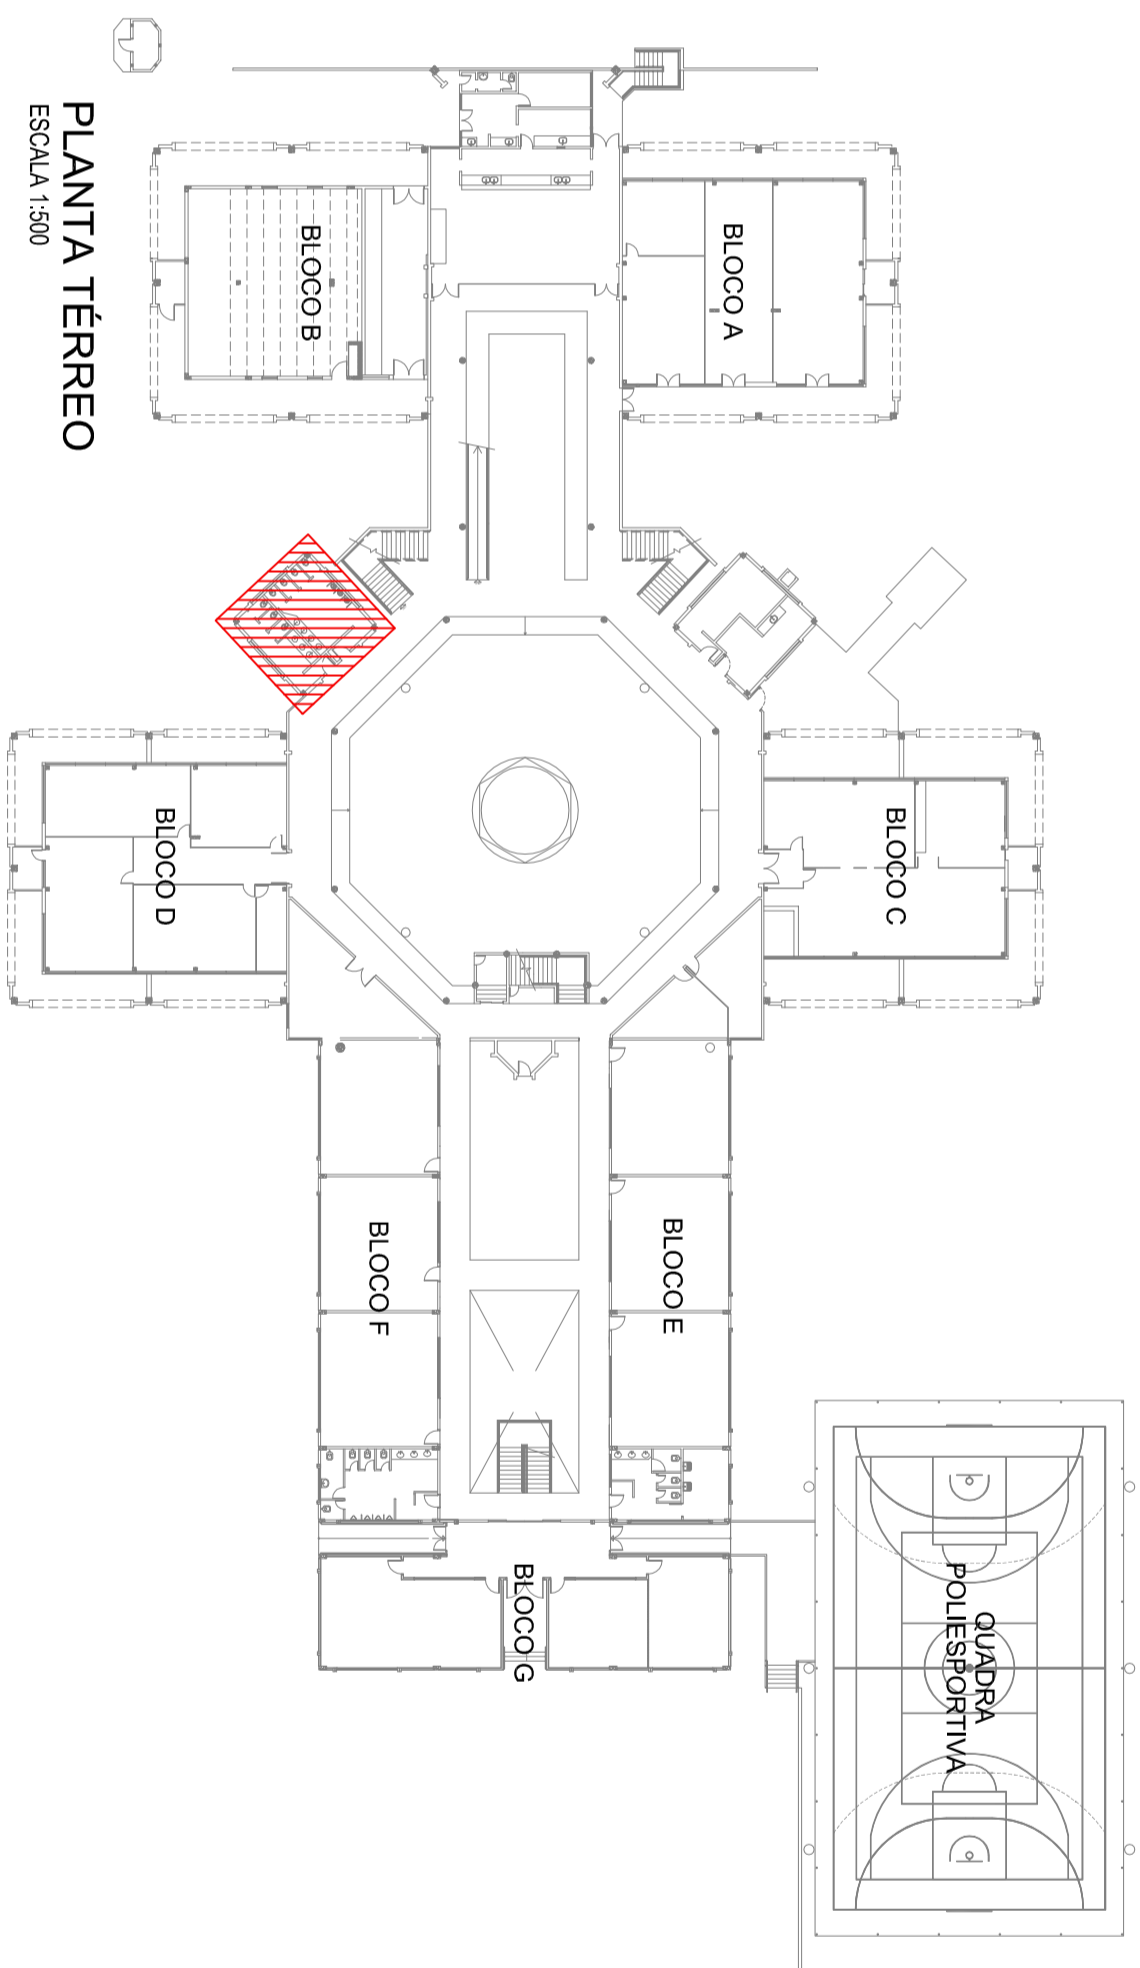 PLANTA TÉRREO
ESCALA 1:500
BLOCO B
BLOCO A
BLOCO D
BLOCO C
BLOCO F
BLOCO E
BLOCO G
QUADRA
POLIESPORTIVA